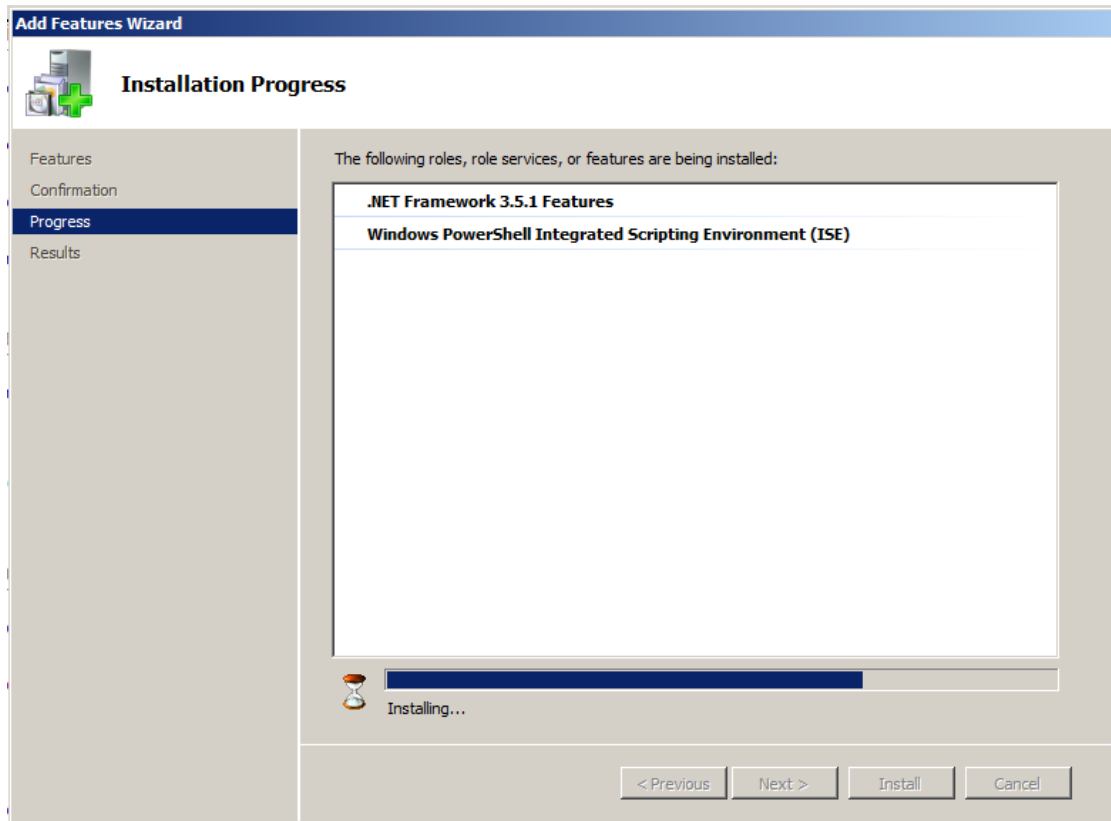 Add Features Wizard
Installation Progress
Features
Confirmation
Progress
Results
The following roles, role services, or features are being installed:
.NET Framework 3.5.1 Features
Windows PowerShell Integrated Scripting Environment (ISE)
Installing...
< Previous
Next >
Install
Cancel